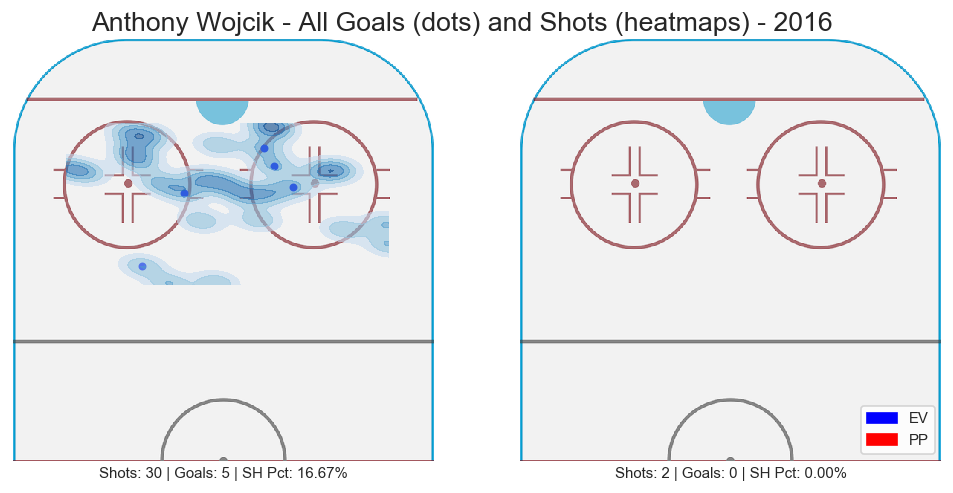 Anthony Wojcik - All Goals (dots) and Shots (heatmaps) - 2016
EV
PP
Shots: 30 | Goals: 5 | SH Pct: 16.67%
Shots: 2 | Goals: 0 | SH Pct: 0.00%